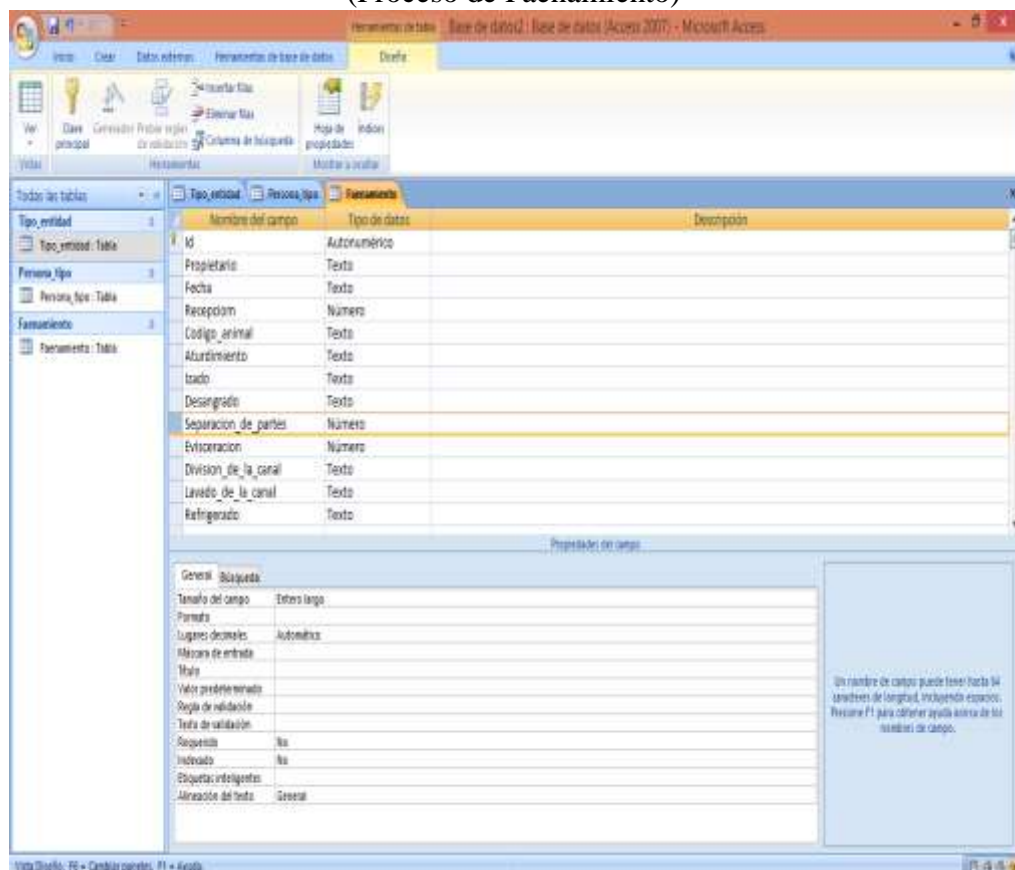 (Proceso de Faenamiento)
Herramientas de tabla
Base de datos2 : Base de datos (Access 2007) - Microsoft Access
Inicio Crear Datos externos Herramientas de base de datos Diseño
Ver
Clave principal
Generador
Probar reglas de validación
Insertar filas
Eliminar filas
Columna de búsqueda
Hoja de propiedades
Índices
Vistas Herramientas Mostrar u ocultar
Todas las tablas
Tipo_entidad Persona_tipo Faenamiento
Tipo_entidad
Tipo_entidad : Tabla
Persona_tipo
Persona_tipo : Tabla
Faenamiento
Faenamiento : Tabla
Nombre del campo Tipo de datos Descripción
Id Autonumérico
Propietario Texto
Fecha Texto
Recepciom Número
Codigo_animal Texto
Aturdimiento Texto
Izado Texto
Desangrado Texto
Separacion_de_partes Número
Evisceracion Número
Division_de_la_canal Texto
Lavado_de_la_canal Texto
Refrigerado Texto
Propiedades del campo
General Búsqueda
Tamaño del campo Entero largo
Formato
Lugares decimales Automático
Máscara de entrada
Título
Valor predeterminado
Regla de validación
Texto de validación
Requerido No
Indexado No
Etiquetas inteligentes
Alineación del texto General
Un nombre de campo puede tener hasta 64
caracteres de longitud, incluyendo espacios.
Presione F1 para obtener ayuda acerca de los
nombres de campo.
Vista Diseño. F6 = Cambiar paneles. F1 = Ayuda.